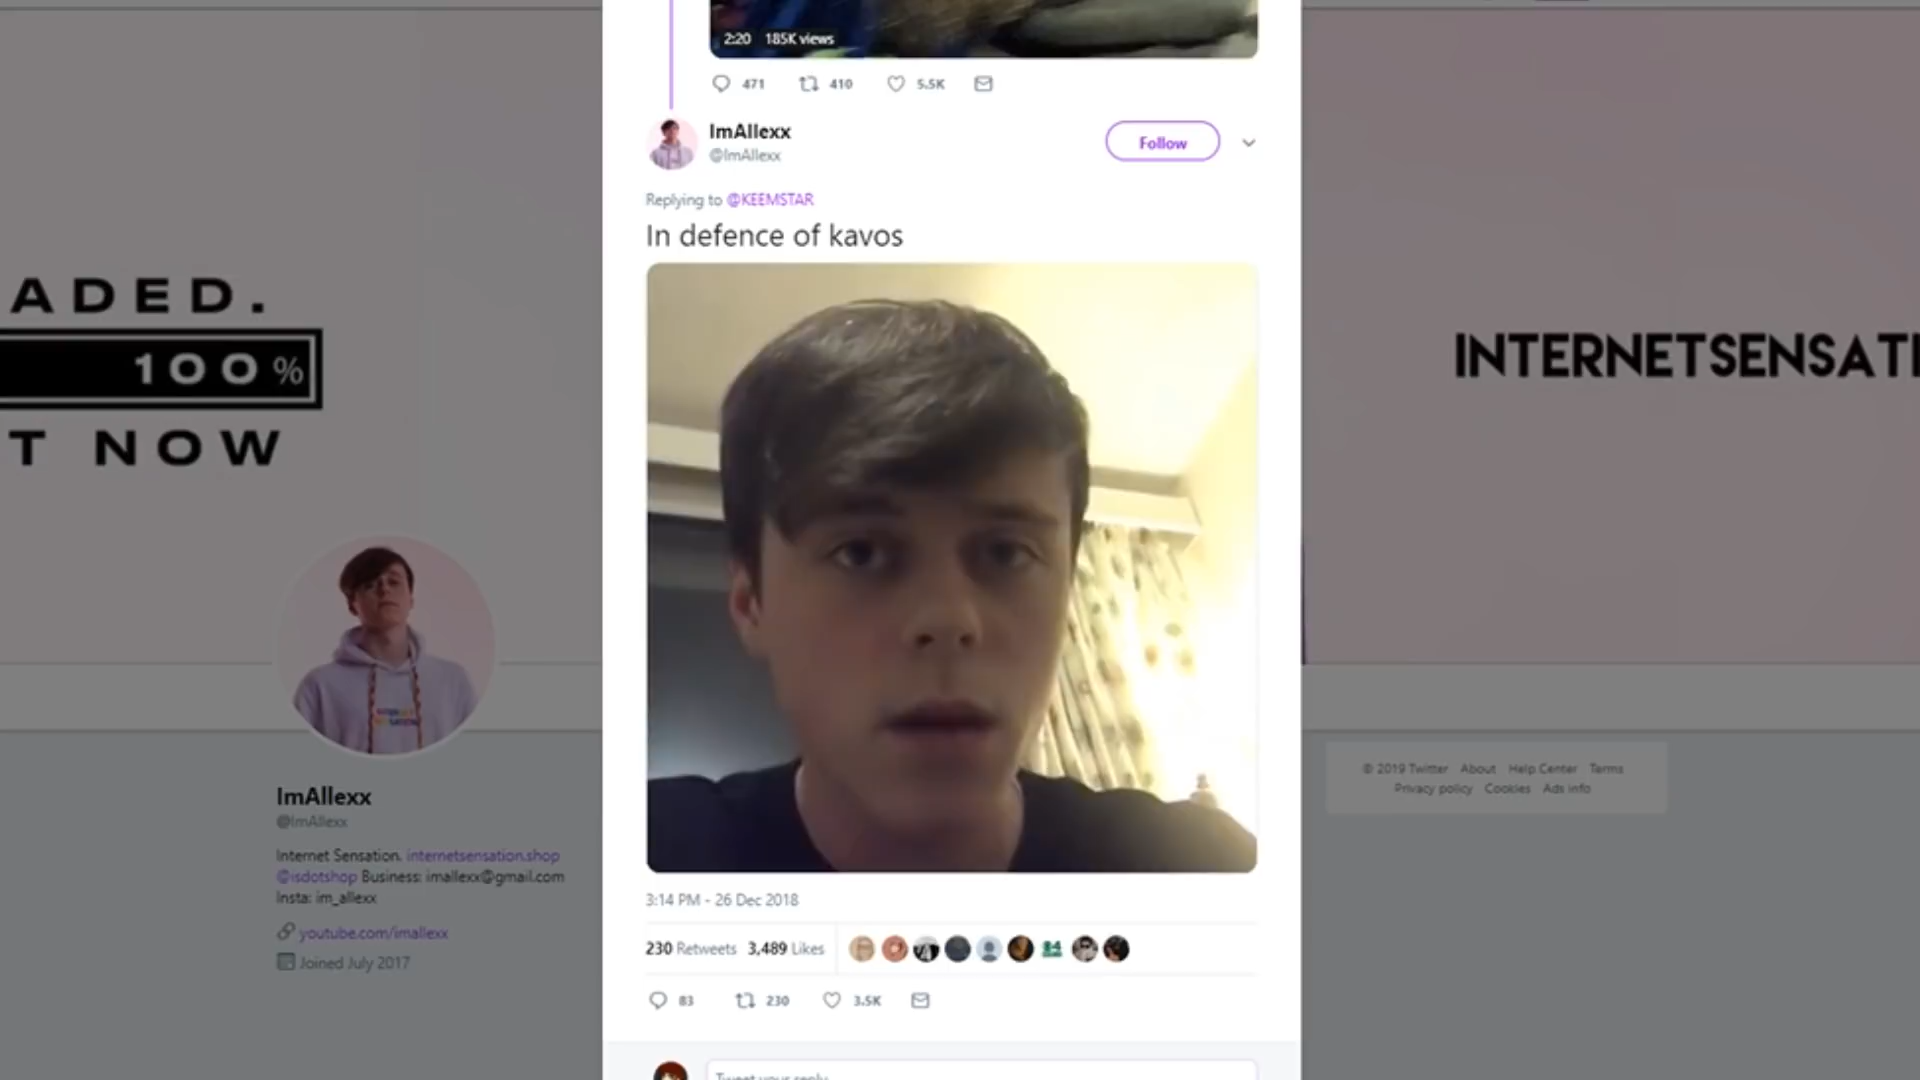 2:20 185K views
471 410 5.5K
ImAllexx
@ImAllexx
Follow
Replying to @KEEMSTAR
In defence of kavos
3:14 PM - 26 Dec 2018
230 Retweets 3,489 Likes
84
83 230 3.5K
Tweet your reply
ADED.
100%
T NOW
ImAllexx
@ImAllexx
Internet Sensation. internetsensation.shop
@isdotshop Business: imallexx@gmail.com
Insta: im_allexx
youtube.com/imallexx
Joined July 2017
INTERNETSENSATI
© 2019 Twitter About Help Center Terms
Privacy policy Cookies Ads info